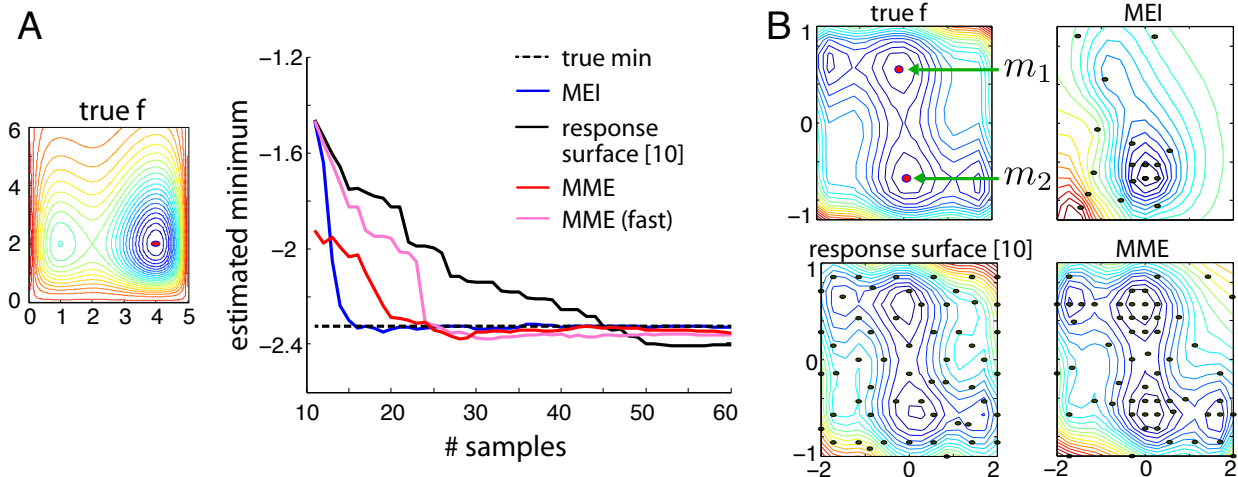 A
true f
6
4
2
0
0 1 2 3 4 5
estimated minimum
−1.2
−1.6
−2
−2.4
10 20 30 40 50 60
# samples
true min
MEI
response
surface [10]
MME
MME (fast)
B
true f
1
0
−1
m1
m2
MEI
response surface [10]
1
0
−1
−2 0 2
MME
−2 0 2